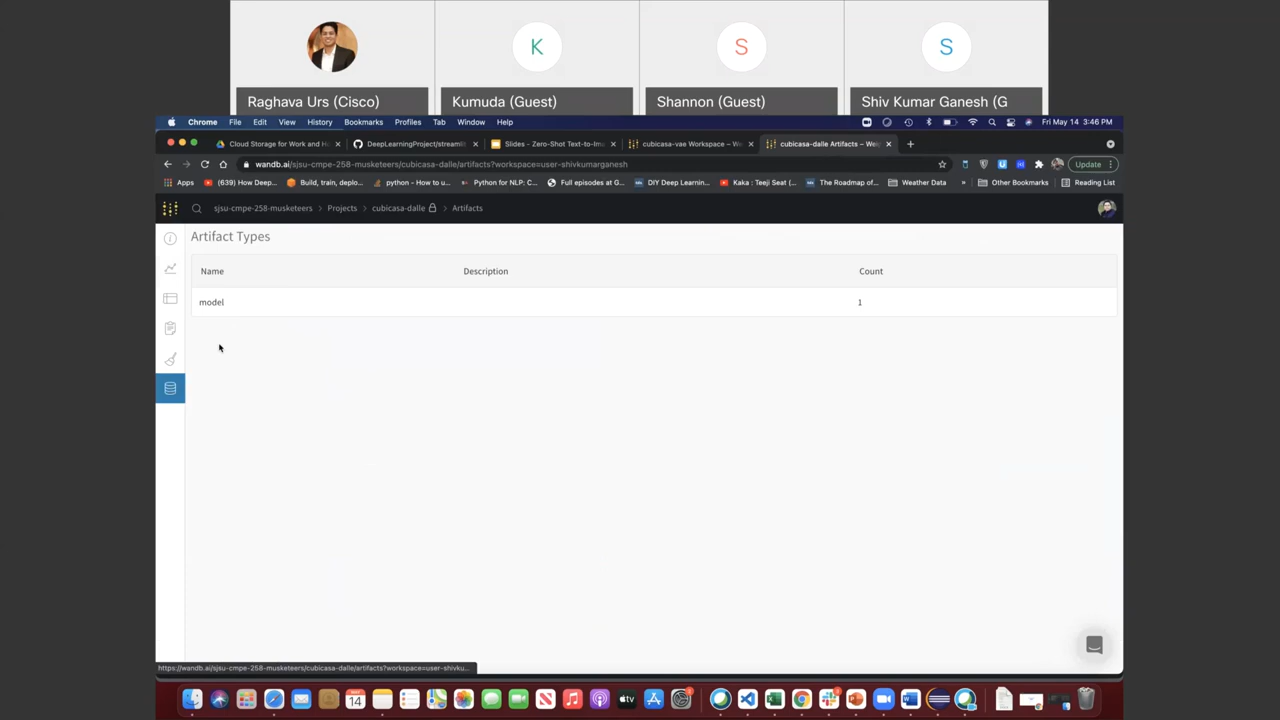 K
S
S
Raghava Urs (Cisco)
Kumuda (Guest)
Shannon (Guest)
Shiv Kumar Ganesh (G
Chrome File Edit View History Bookmarks Profiles Tab Window Help
Fri May 14 3:46 PM
Cloud Storage for Work and Ho
DeepLearningProject/streamli
Slides – Zero-Shot Text-to-Ima
cubicasa-vae Workspace – We
cubicasa-dalle Artifacts – Wei
wandb.ai/sjsu-cmpe-258-musketeers/cubicasa-dalle/artifacts?workspace=user-shivkumarganesh
Update
Apps
(639) How Deep...
Build, train, deplo...
python - How to u...
Python for NLP: C...
Full episodes at G...
DIY Deep Learnin...
Kaka : Teeji Seat (...
The Roadmap of...
Weather Data
»
Other Bookmarks
Reading List
sjsu-cmpe-258-musketeers > Projects > cubicasa-dalle > Artifacts
Artifact Types
Name Description Count
model 1
https://wandb.ai/sjsu-cmpe-258-musketeers/cubicasa-dalle/artifacts?workspace=user-shivku...
14
tv